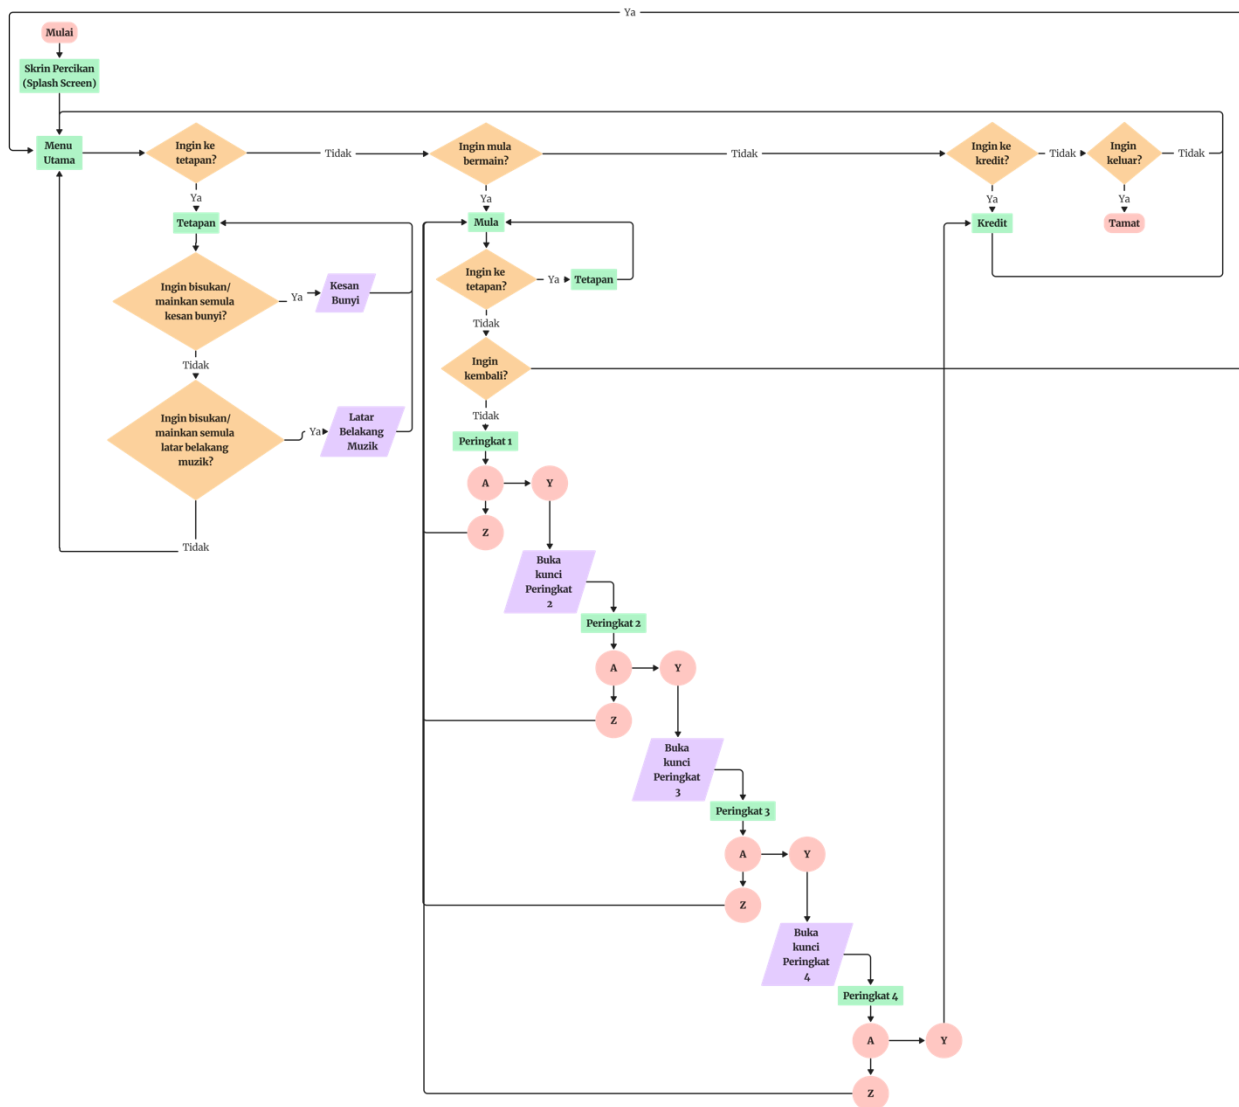 Ya
Mulai
Skrin Percikan
(Splash Screen)
Menu
Utama
Ingin ke
tetapan?
Tidak
Ingin mula
bermain?
Tidak
Ingin ke
kredit?
Tidak
Ingin
keluar?
Tidak
Ya
Ya
Ya
Ya
Tetapan
Mula
Kredit
Tamat
Ingin bisukan/
mainkan semula
kesan bunyi?
Ya
Kesan
Bunyi
Ingin ke
tetapan?
Ya
Tetapan
Tidak
Tidak
Ingin
kembali?
Ingin bisukan/
mainkan semula
latar belakang
muzik?
Ya
Latar
Belakang
Muzik
Tidak
Tidak
Peringkat 1
A
Y
Z
Buka
kunci
Peringkat
2
Peringkat 2
A
Y
Z
Buka
kunci
Peringkat
3
Peringkat 3
A
Y
Z
Buka
kunci
Peringkat
4
Peringkat 4
A
Y
Z